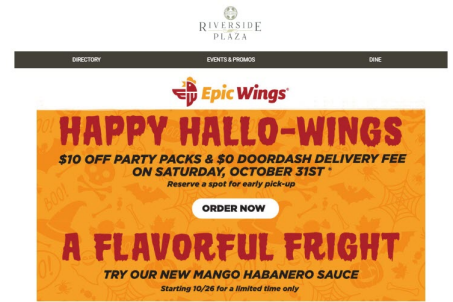 RIVERSIDE
PLAZA
DIRECTORY EVENTS & PROMOS DINE
Epic Wings
HAPPY HALLO-WINGS
$10 OFF PARTY PACKS & $0 DOORDASH DELIVERY FEE
ON SATURDAY, OCTOBER 31ST *
Reserve a spot for early pick-up
ORDER NOW
A FLAVORFUL FRIGHT
TRY OUR NEW MANGO HABANERO SAUCE
Starting 10/26 for a limited time only